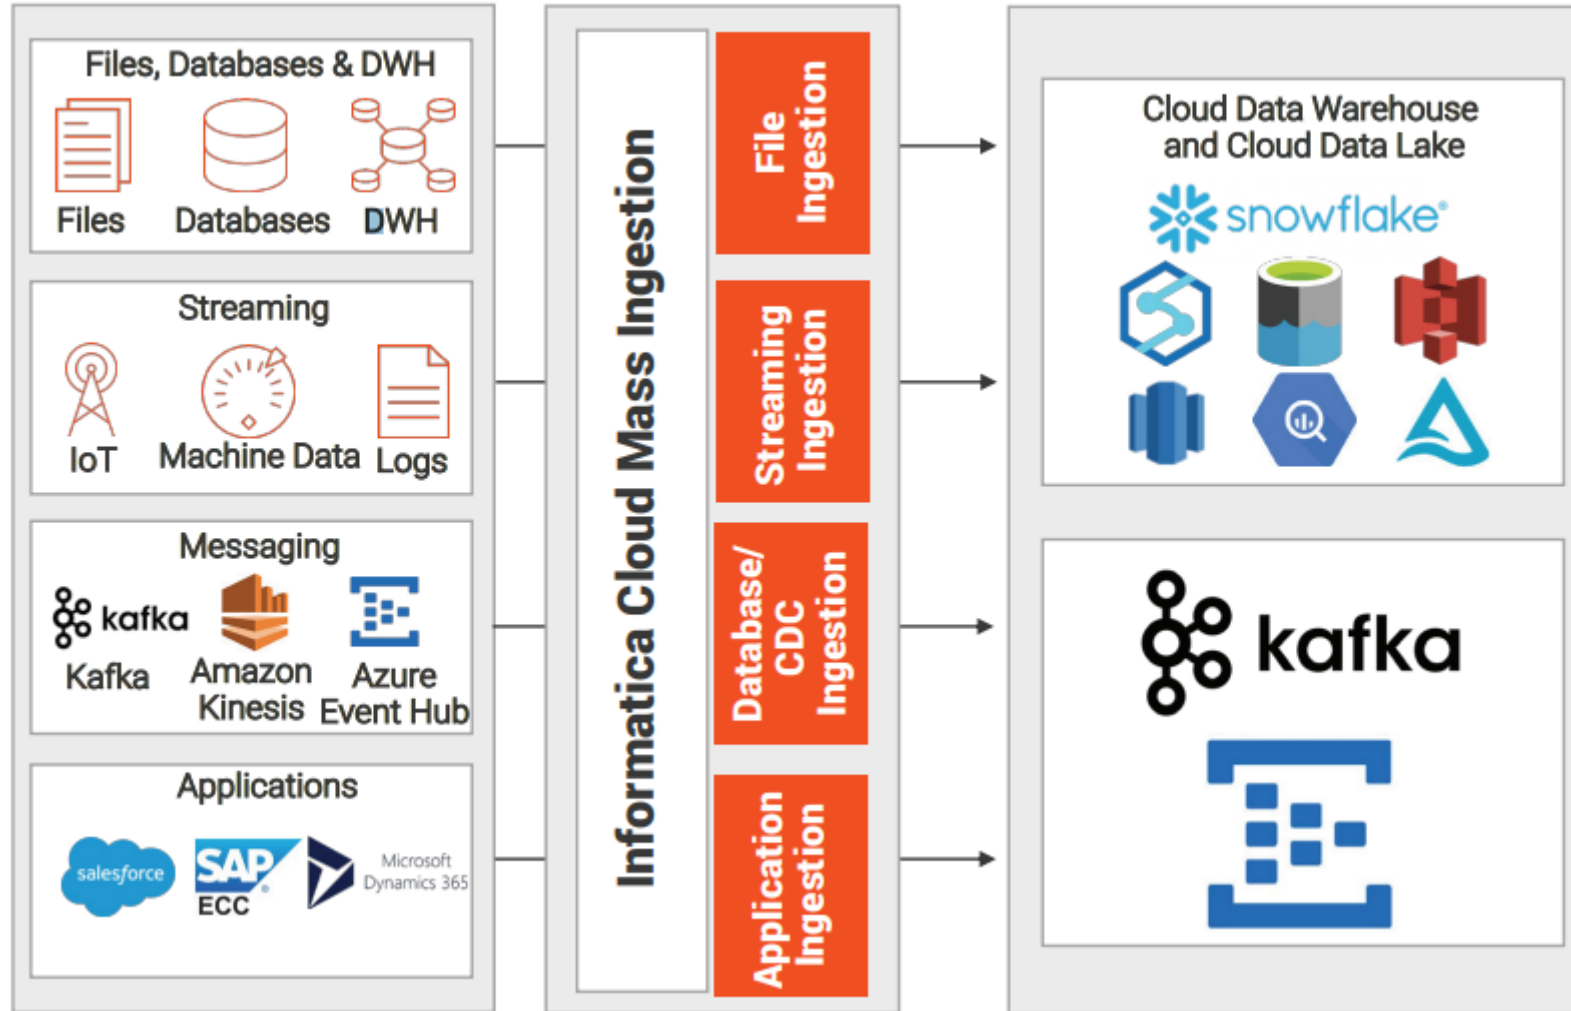 Files, Databases & DWH
Files
Databases
DWH
Streaming
IoT
Machine Data
Logs
Messaging
kafka
Kafka
Amazon
Kinesis
Azure
Event Hub
Applications
salesforce
SAP
ECC
Microsoft
Dynamics 365
Informatica Cloud Mass Ingestion
File
Ingestion
Streaming
Ingestion
Database/
CDC
Ingestion
Application
Ingestion
Cloud Data Warehouse
and Cloud Data Lake
snowflake®
kafka